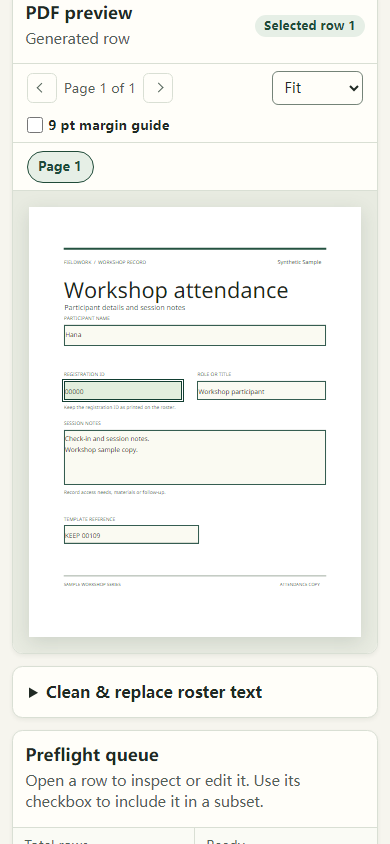 PDF preview
Generated row
Selected row 1
Page 1 of 1
Fit
9 pt margin guide
Page 1
FIELDWORK / WORKSHOP RECORD
Synthetic Sample
Workshop attendance
Participant details and session notes
PARTICIPANT NAME
Hana
REGISTRATION ID
ROLE OR TITLE
00000
Workshop participant
Keep the registration ID as printed on the roster.
SESSION NOTES
Check-in and session notes.
Workshop sample copy.
Record access needs, materials or follow-up.
TEMPLATE REFERENCE
KEEP 00109
SAMPLE WORKSHOP SERIES
ATTENDANCE COPY
Clean & replace roster text
Preflight queue
Open a row to inspect or edit it. Use its
checkbox to include it in a subset.
Total rows
Ready